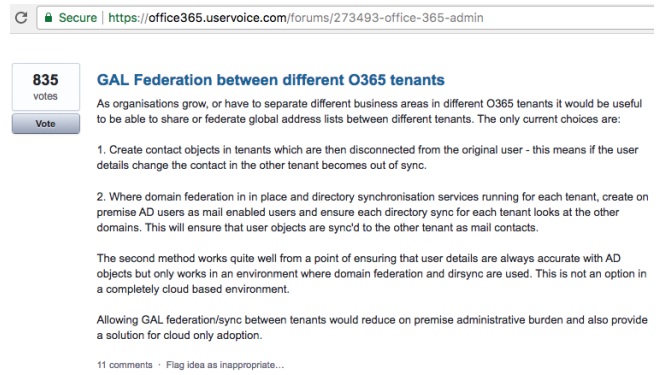 Secure | https://office365.uservoice.com/forums/273493-office-365-admin
835
votes
Vote
GAL Federation between different O365 tenants
As organisations grow, or have to separate different business areas in different O365 tenants it would be useful
to be able to share or federate global address lists between different tenants. The only current choices are:
1. Create contact objects in tenants which are then disconnected from the original user - this means if the user
details change the contact in the other tenant becomes out of sync.
2. Where domain federation in in place and directory synchronisation services running for each tenant, create on
premise AD users as mail enabled users and ensure each directory sync for each tenant looks at the other
domains. This will ensure that user objects are sync'd to the other tenant as mail contacts.
The second method works quite well from a point of ensuring that user details are always accurate with AD
objects but only works in an environment where domain federation and dirsync are used. This is not an option in
a completely cloud based environment.
Allowing GAL federation/sync between tenants would reduce on premise administrative burden and also provide
a solution for cloud only adoption.
11 comments · Flag idea as inappropriate...